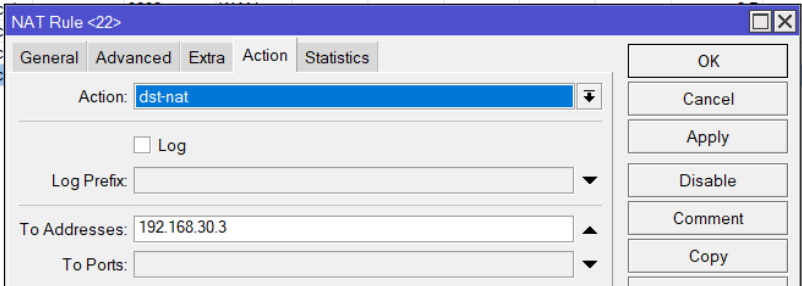 NAT Rule <22>
General Advanced Extra Action Statistics
OK
Action: dst-nat
Cancel
Log
Apply
Log Prefix:
Disable
To Addresses: 192.168.30.3
Comment
To Ports:
Copy